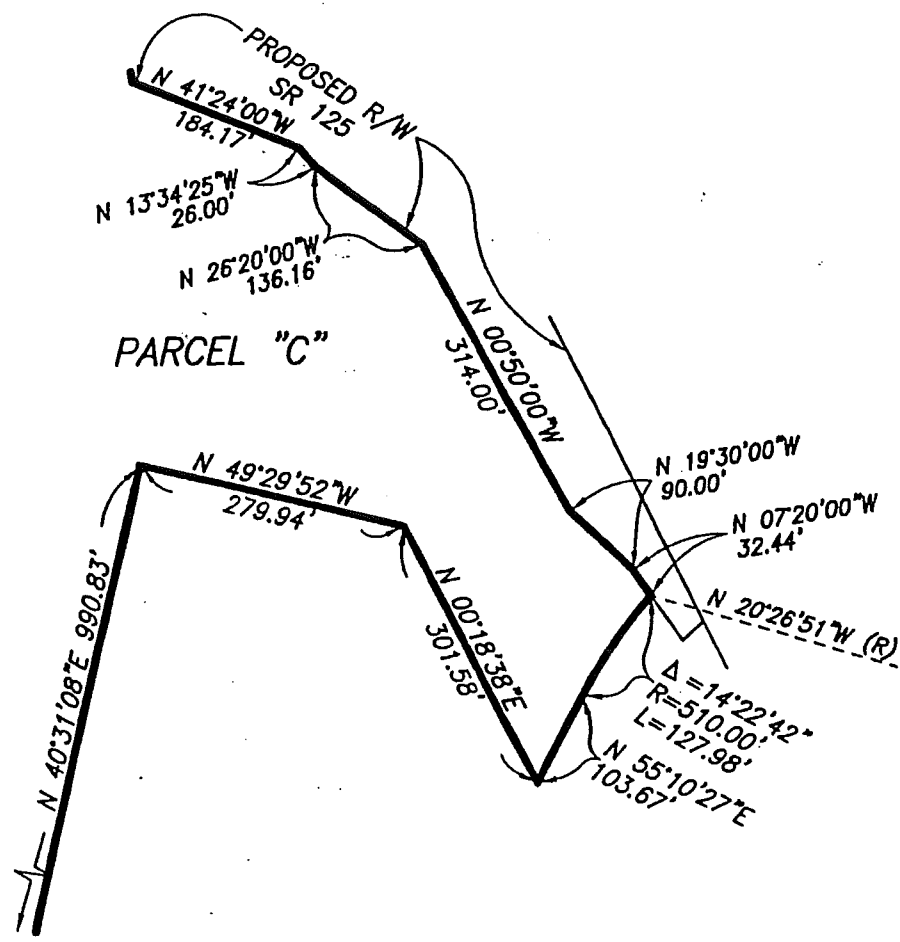 PROPOSED R/W
SR 125
N 41°24'00"W
184.17'
N 13°34'25"W
26.00'
N 26°20'00"W
136.16'
PARCEL "C"
N 00°50'00"W
314.00'
N 19°30'00"W
90.00'
N 07°20'00"W
32.44'
N 49°29'52"W
279.94'
N 20°26'51"W (R)
N 00°18'38"E
301.58'
Δ=14°22'42"
R=510.00'
L=127.98'
N 55°10'27"E
103.67'
N 40°31'08"E 990.83'